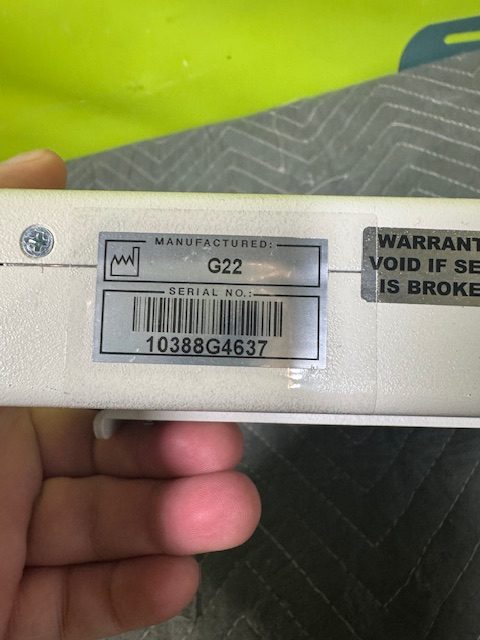 MANUFACTURED:
G22
SERIAL NO.:
10388G4637
WARRANT
VOID IF SE
IS BROKE